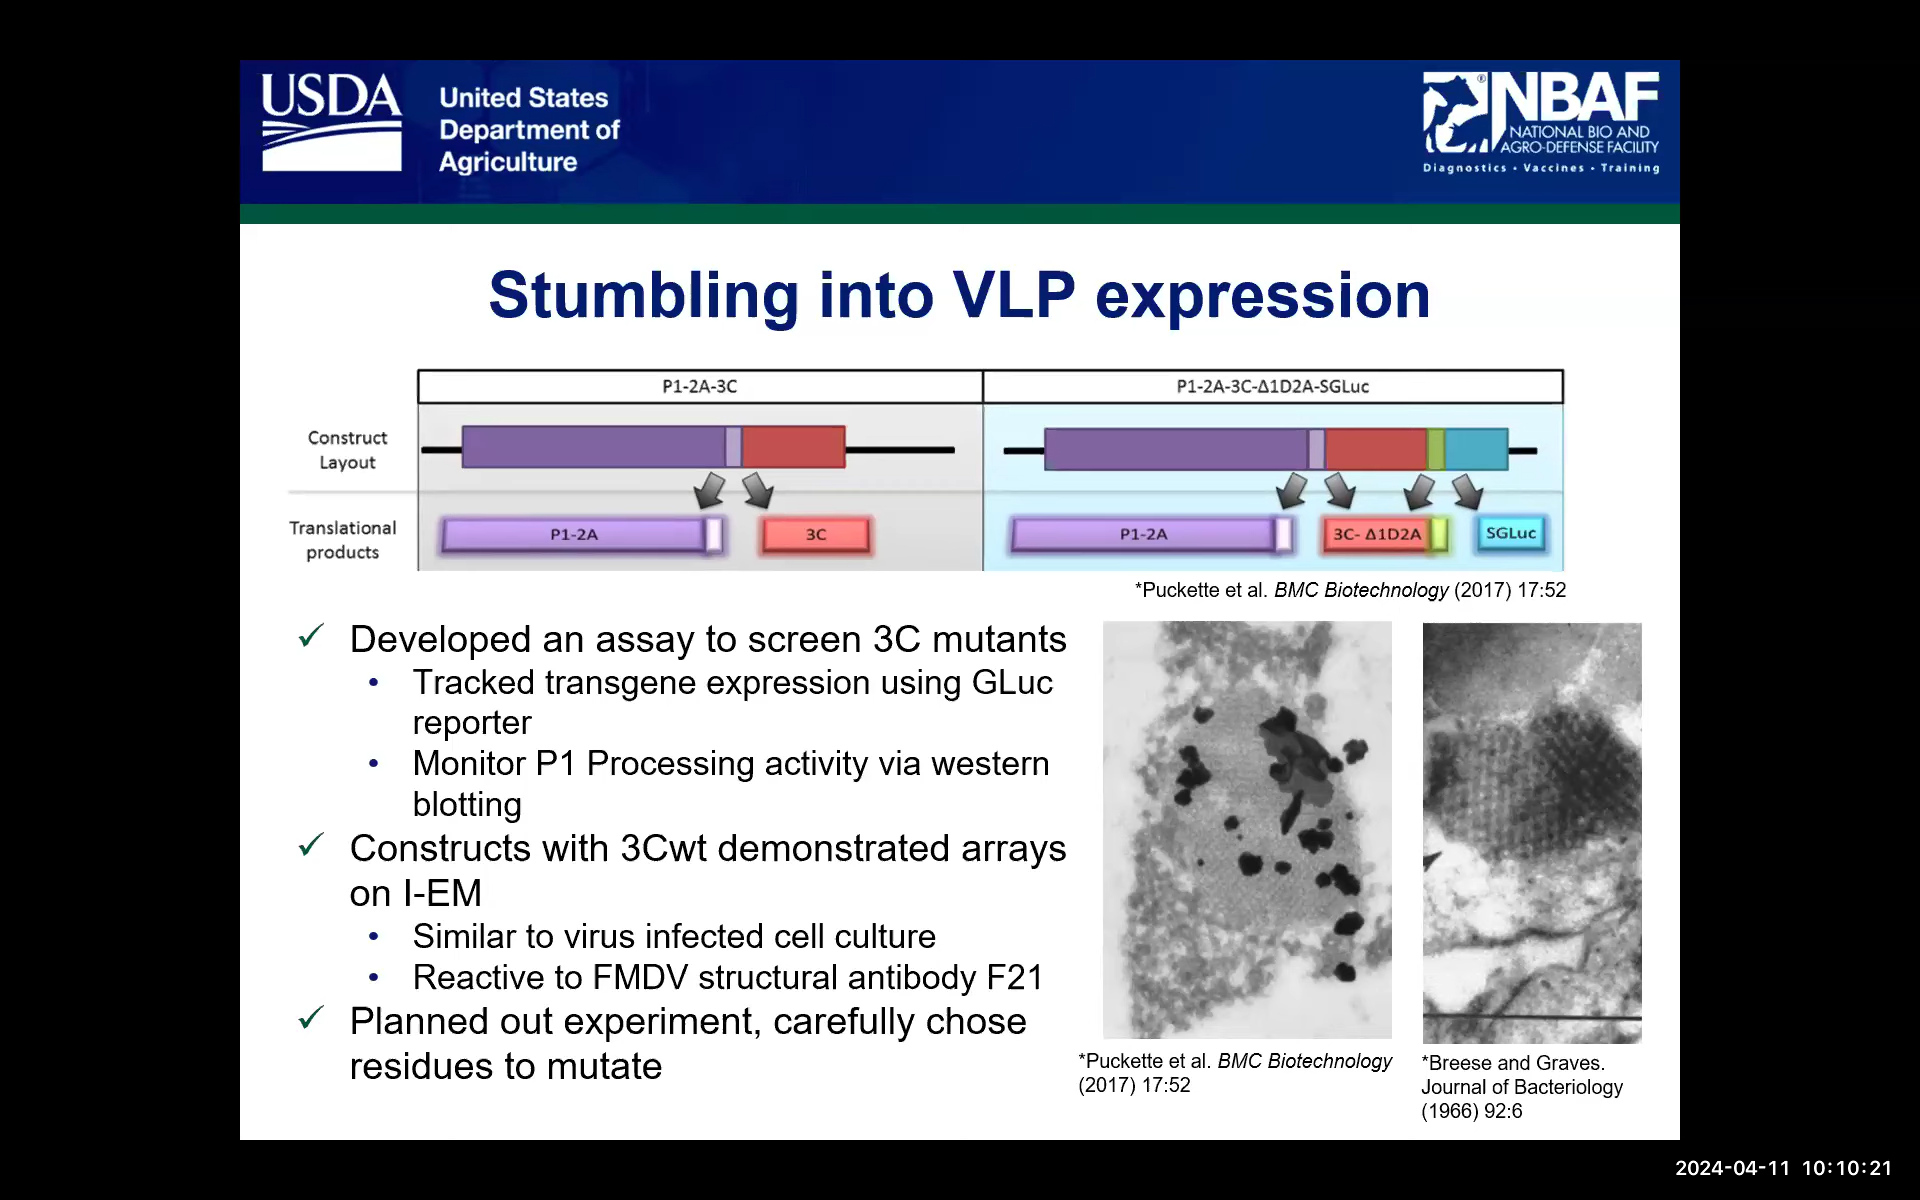 USDA
United States
Department of
Agriculture
®
NBAF
NATIONAL BIO AND
AGRO-DEFENSE FACILITY
Diagnostics • Vaccines • Training
Stumbling into VLP expression
P1-2A-3C
P1-2A-3C-Δ1D2A-SGLuc
Construct
Layout
Translational
products
P1-2A
3C
P1-2A
3C- Δ1D2A
SGLuc
*Puckette et al. BMC Biotechnology (2017) 17:52
✓ Developed an assay to screen 3C mutants
• Tracked transgene expression using GLuc
reporter
• Monitor P1 Processing activity via western
blotting
✓ Constructs with 3Cwt demonstrated arrays
on I-EM
• Similar to virus infected cell culture
• Reactive to FMDV structural antibody F21
✓ Planned out experiment, carefully chose
residues to mutate
*Puckette et al. BMC Biotechnology
(2017) 17:52
*Breese and Graves.
Journal of Bacteriology
(1966) 92:6
2024-04-11 10:10:21